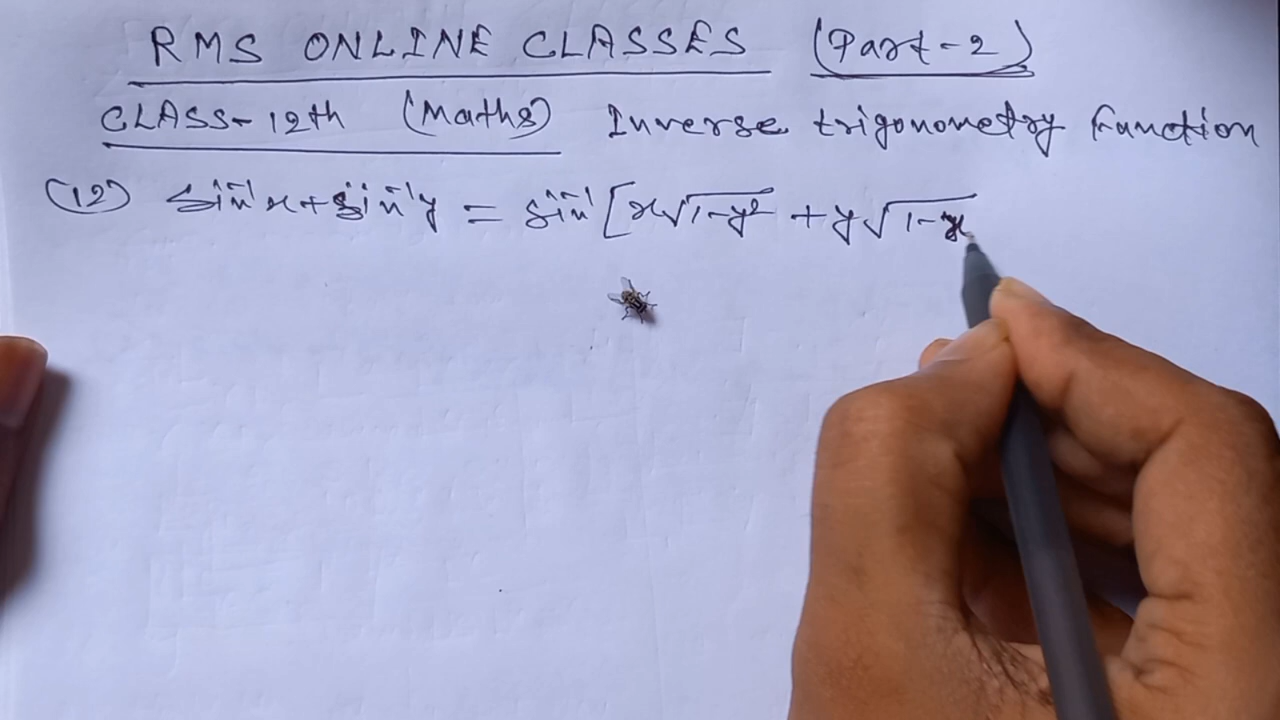 RMS ONLINE CLASSES (Part-2)
CLASS-12th (Maths) Inverse trigonometry function
(12) sin⁻¹x + sin⁻¹y = sin⁻¹[x√1-y² + y√1-x